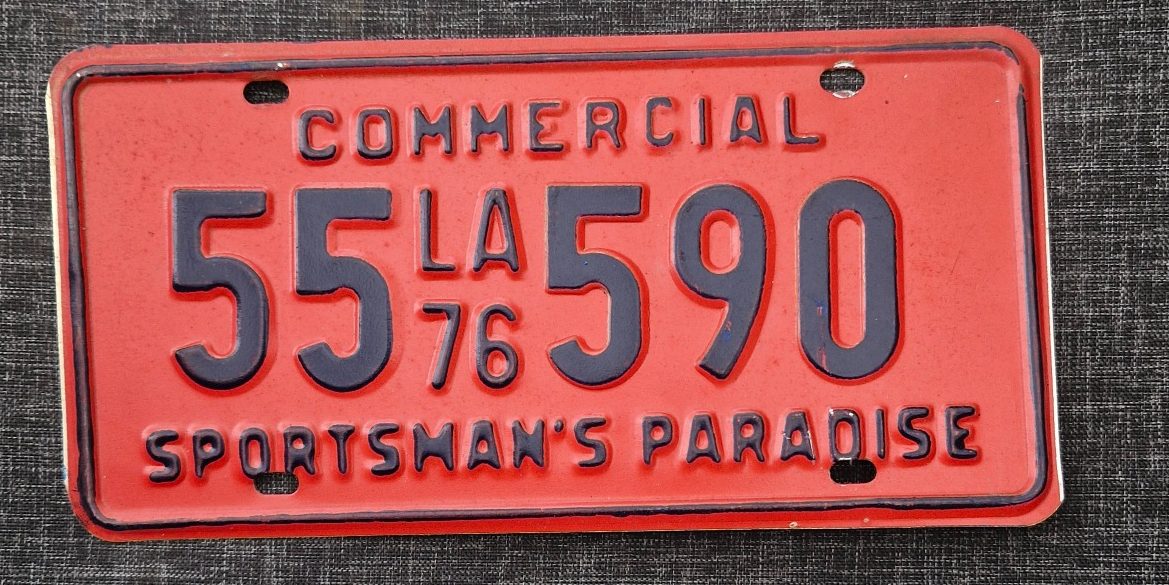 COMMERCIAL
55 LA 76 590
SPORTSMAN'S PARADISE